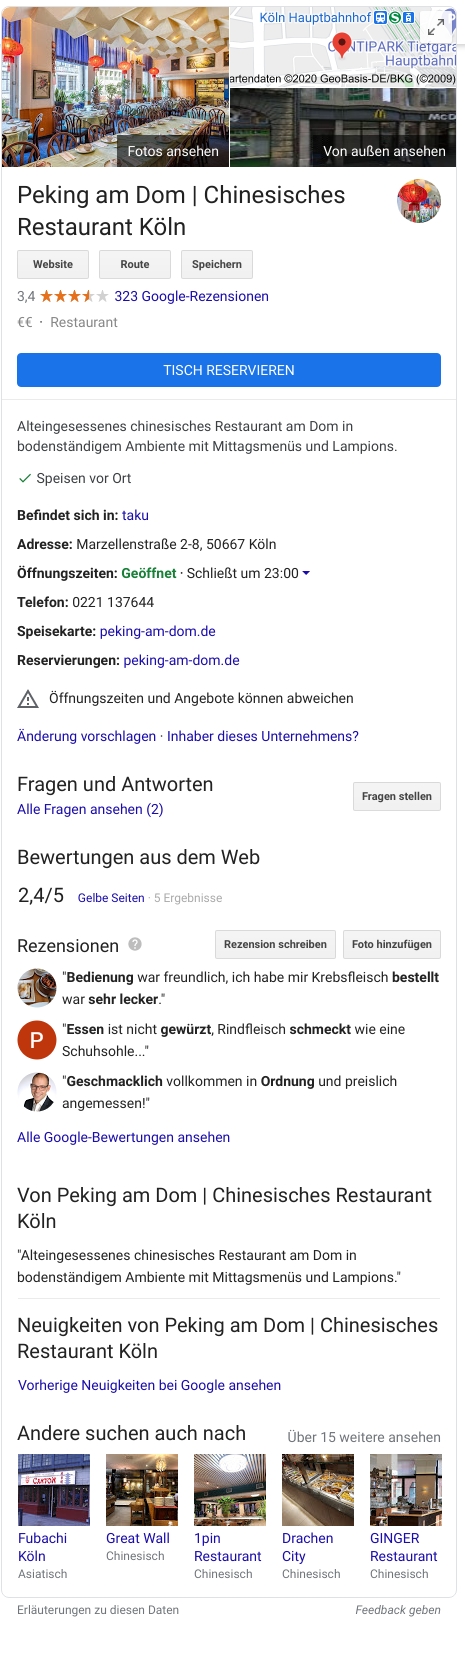 Köln Hauptbahnhof
CONTIPARK Tiefgara
Hauptbahnl
artendaten ©2020 GeoBasis-DE/BKG (©2009)
Fotos ansehen
Von außen ansehen
Peking am Dom | Chinesisches
Restaurant Köln
Website Route Speichern
3,4 323 Google-Rezensionen
€€ · Restaurant
TISCH RESERVIEREN
Alteingesessenes chinesisches Restaurant am Dom in
bodenständigem Ambiente mit Mittagsmenüs und Lampions.
Speisen vor Ort
Befindet sich in: taku
Adresse: Marzellenstraße 2-8, 50667 Köln
Öffnungszeiten: Geöffnet · Schließt um 23:00
Telefon: 0221 137644
Speisekarte: peking-am-dom.de
Reservierungen: peking-am-dom.de
Öffnungszeiten und Angebote können abweichen
Änderung vorschlagen · Inhaber dieses Unternehmens?
Fragen und Antworten
Alle Fragen ansehen (2)
Fragen stellen
Bewertungen aus dem Web
2,4/5 Gelbe Seiten · 5 Ergebnisse
Rezensionen ? Rezension schreiben Foto hinzufügen
"Bedienung war freundlich, ich habe mir Krebsfleisch bestellt
war sehr lecker."
P
"Essen ist nicht gewürzt, Rindfleisch schmeckt wie eine
Schuhsohle..."
"Geschmacklich vollkommen in Ordnung und preislich
angemessen!"
Alle Google-Bewertungen ansehen
Von Peking am Dom | Chinesisches Restaurant
Köln
"Alteingesessenes chinesisches Restaurant am Dom in
bodenständigem Ambiente mit Mittagsmenüs und Lampions."
Neuigkeiten von Peking am Dom | Chinesisches
Restaurant Köln
Vorherige Neuigkeiten bei Google ansehen
Andere suchen auch nach Über 15 weitere ansehen
Fubachi
Köln
Asiatisch
Great Wall
Chinesisch
1pin
Restaurant
Chinesisch
Drachen
City
Chinesisch
GINGER
Restaurant
Chinesisch
Erläuterungen zu diesen Daten Feedback geben